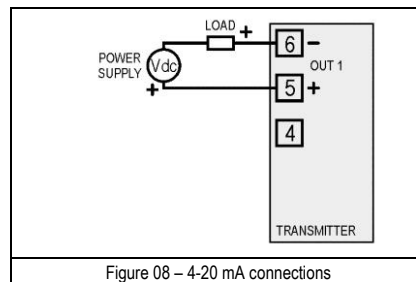 LOAD +
6 −
POWER
SUPPLY
Vdc
OUT 1
+
5 +
4
TRANSMITTER
Figure 08 – 4-20 mA connections